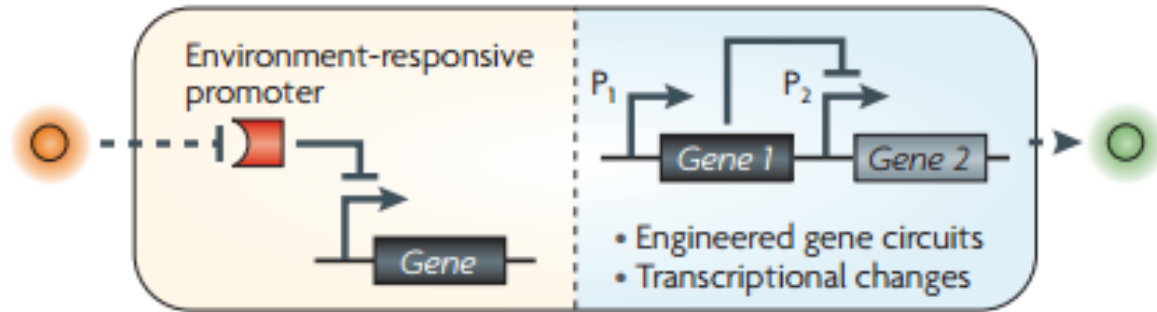 Environment-responsive
promoter
Gene
P₁
P₂
Gene 1
Gene 2
• Engineered gene circuits
• Transcriptional changes